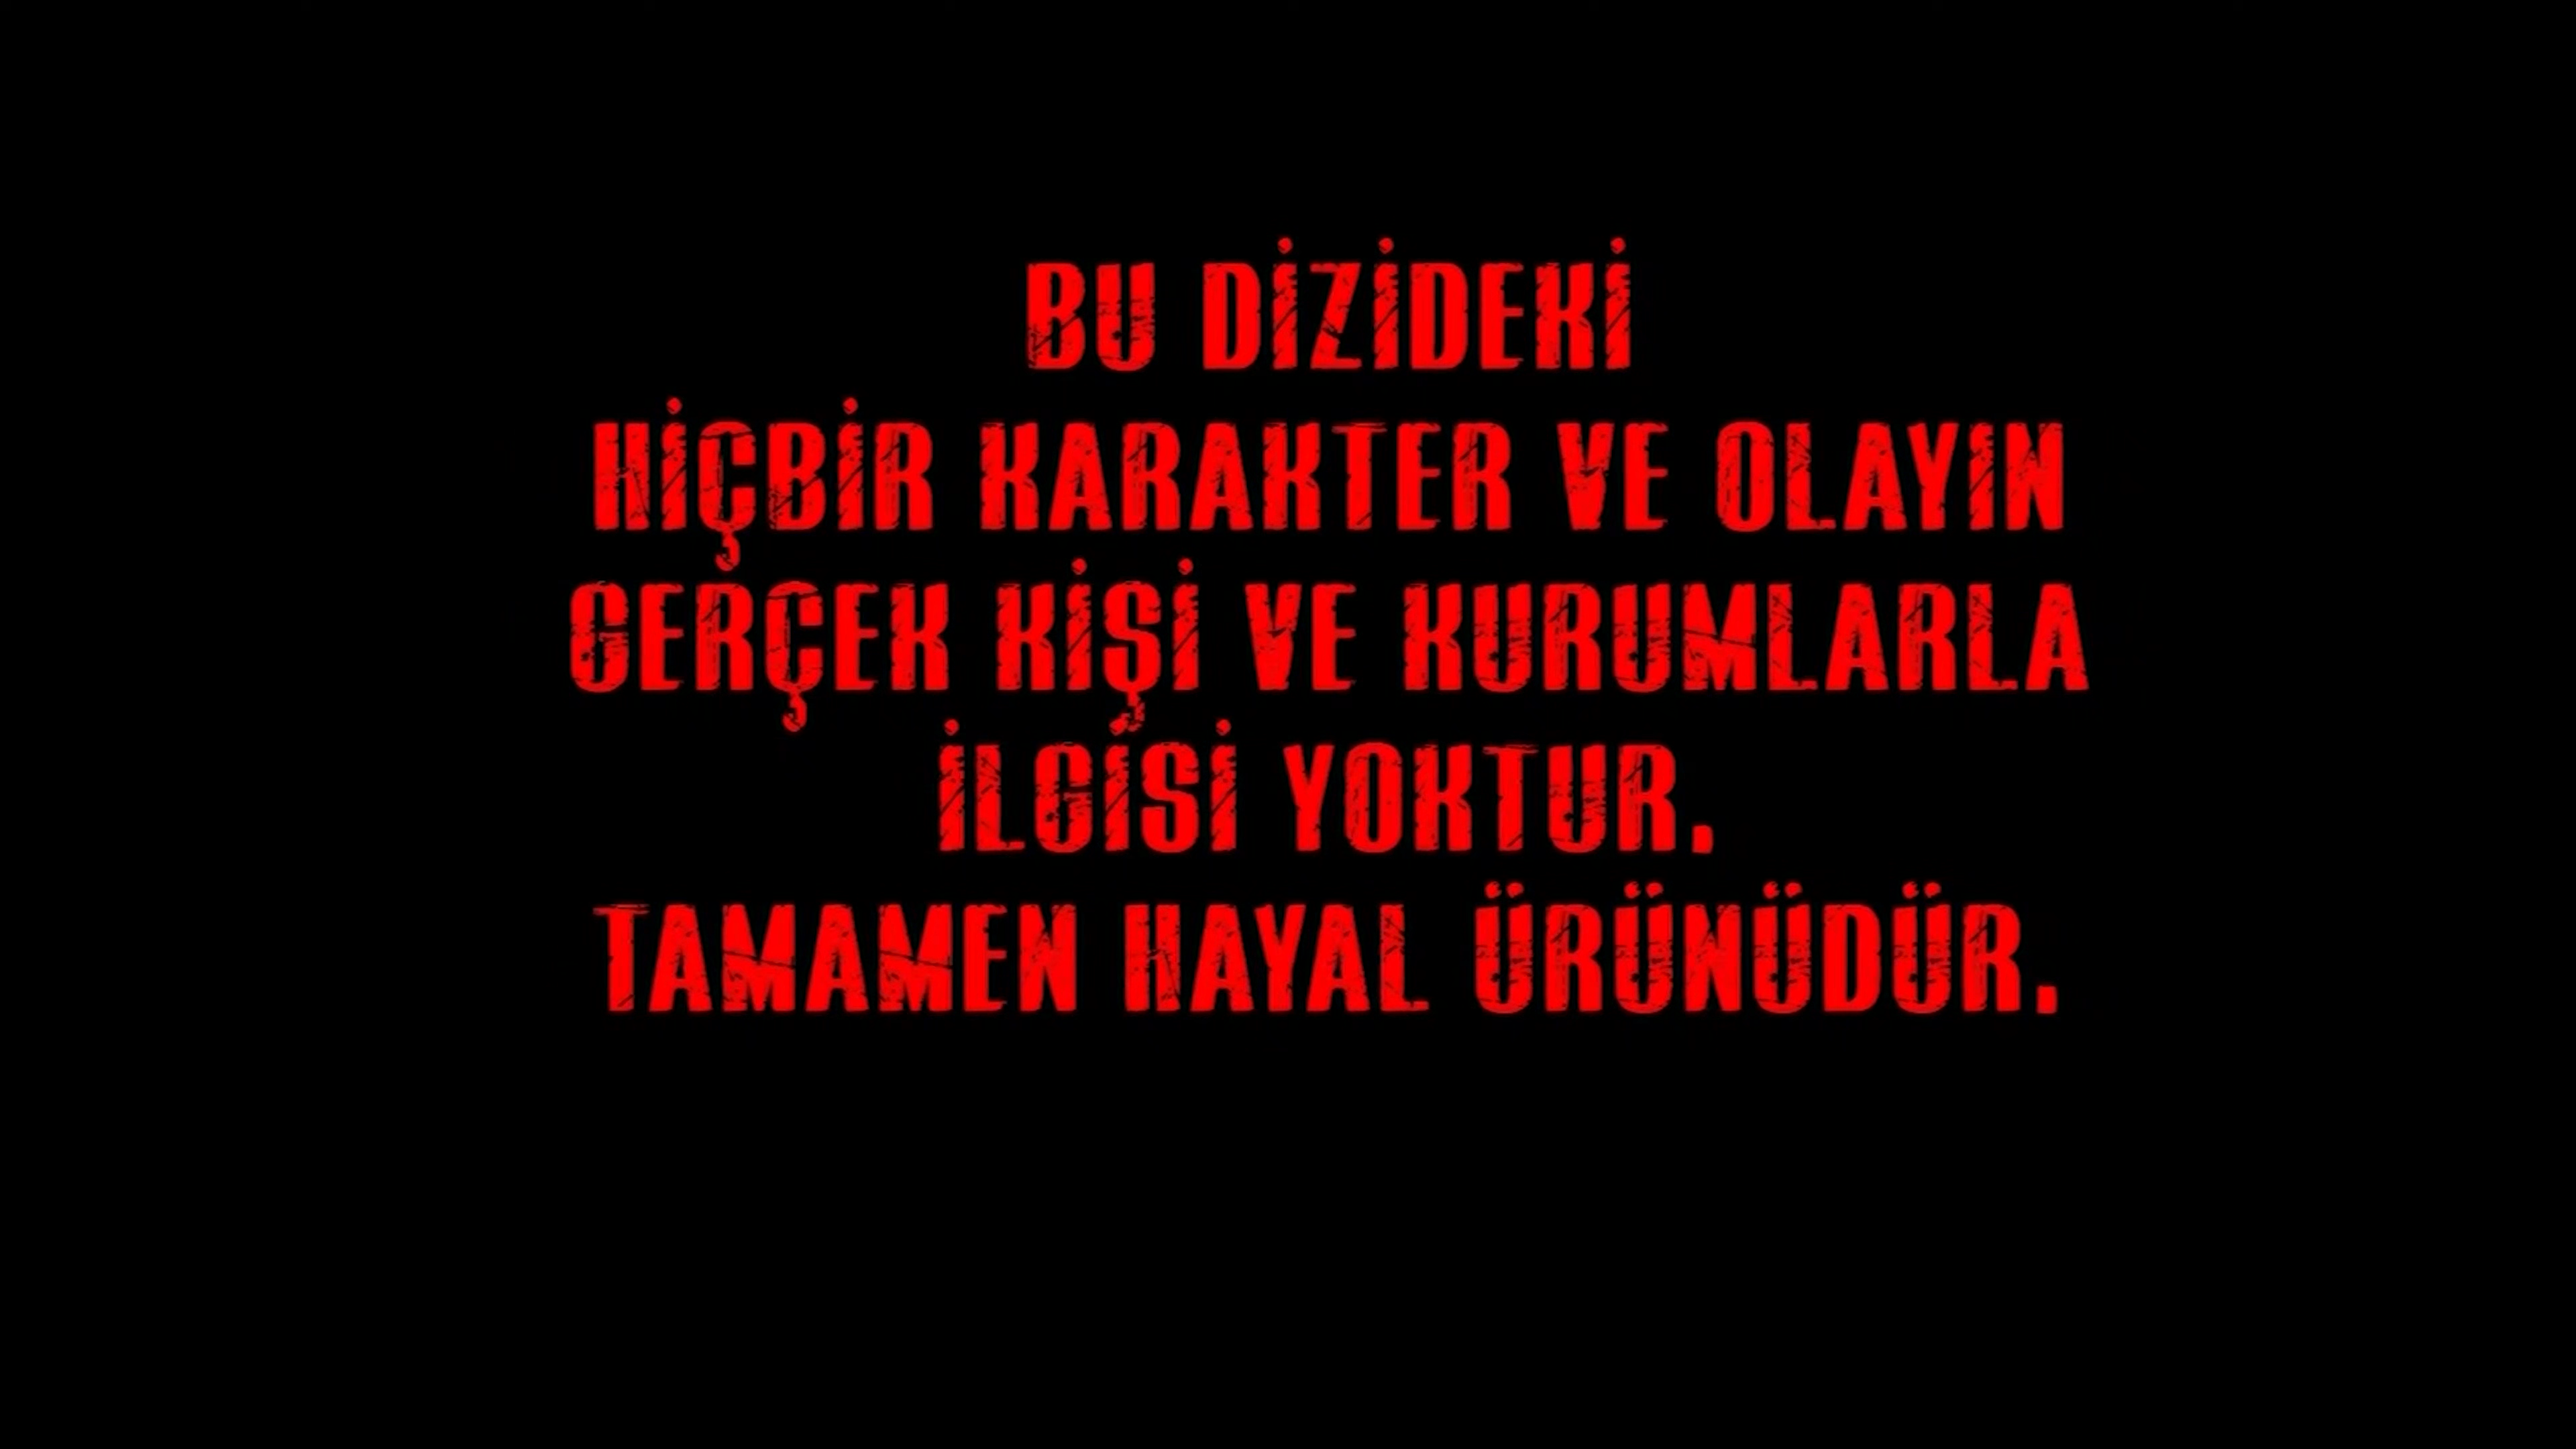 BU DİZİDEKİ
HİÇBİR KARAKTER VE OLAYIN
GERÇEK KİŞİ VE KURUMLARLA
İLGİSİ YOKTUR.
TAMAMEN HAYAL ÜRÜNÜDÜR.